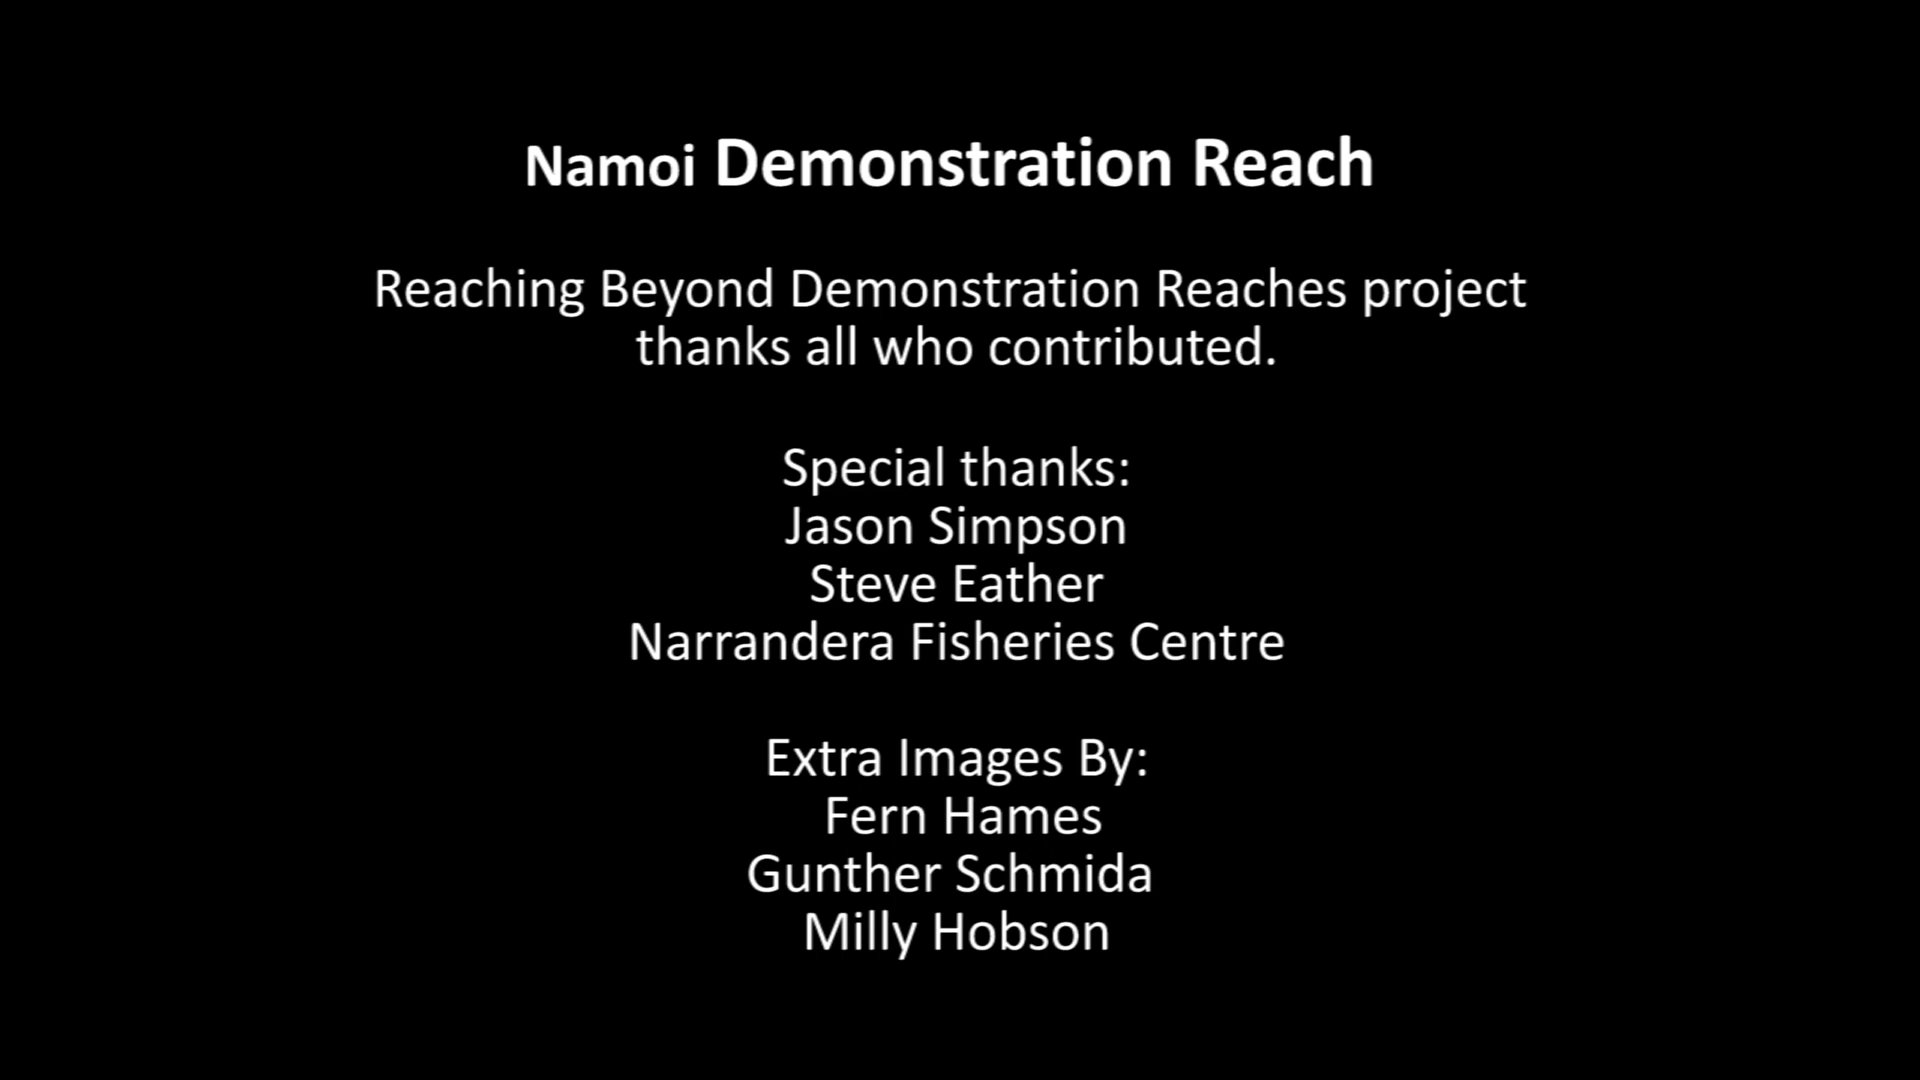 Namoi Demonstration Reach
Reaching Beyond Demonstration Reaches project
thanks all who contributed.
Special thanks:
Jason Simpson
Steve Eather
Narrandera Fisheries Centre
Extra Images By:
Fern Hames
Gunther Schmida
Milly Hobson